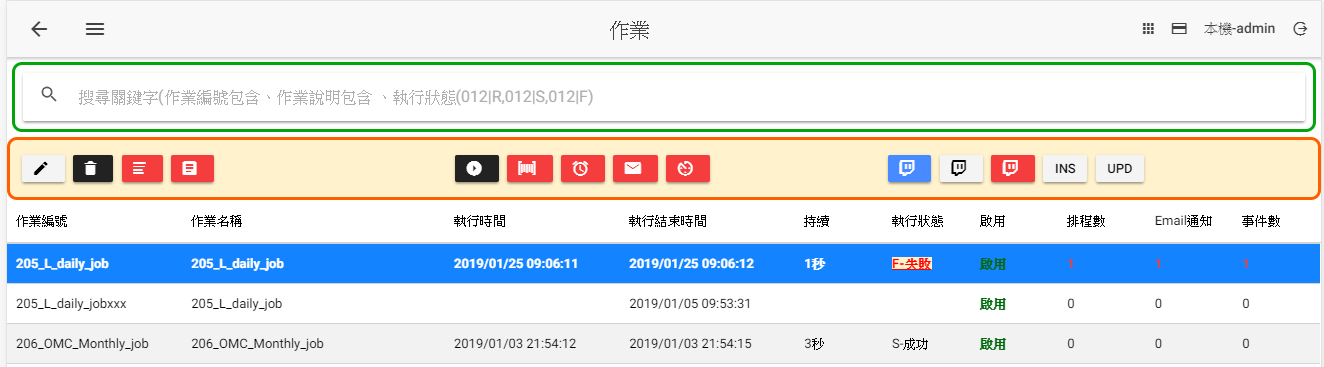 作業
本機-admin
搜尋關鍵字(作業編號包含、作業說明包含 、執行狀態(012|R,012|S,012|F)
INS UPD
作業編號 作業名稱 執行時間 執行結束時間 持續 執行狀態 啟用 排程數 Email通知 事件數
205_L_daily_job 205_L_daily_job 2019/01/25 09:06:11 2019/01/25 09:06:12 1秒 F-失敗 啟用 1 1 1
205_L_daily_jobxxx 205_L_daily_job 2019/01/05 09:53:31 啟用 0 0 0
206_OMC_Monthly_job 206_OMC_Monthly_job 2019/01/03 21:54:12 2019/01/03 21:54:15 3秒 S-成功 啟用 0 0 0